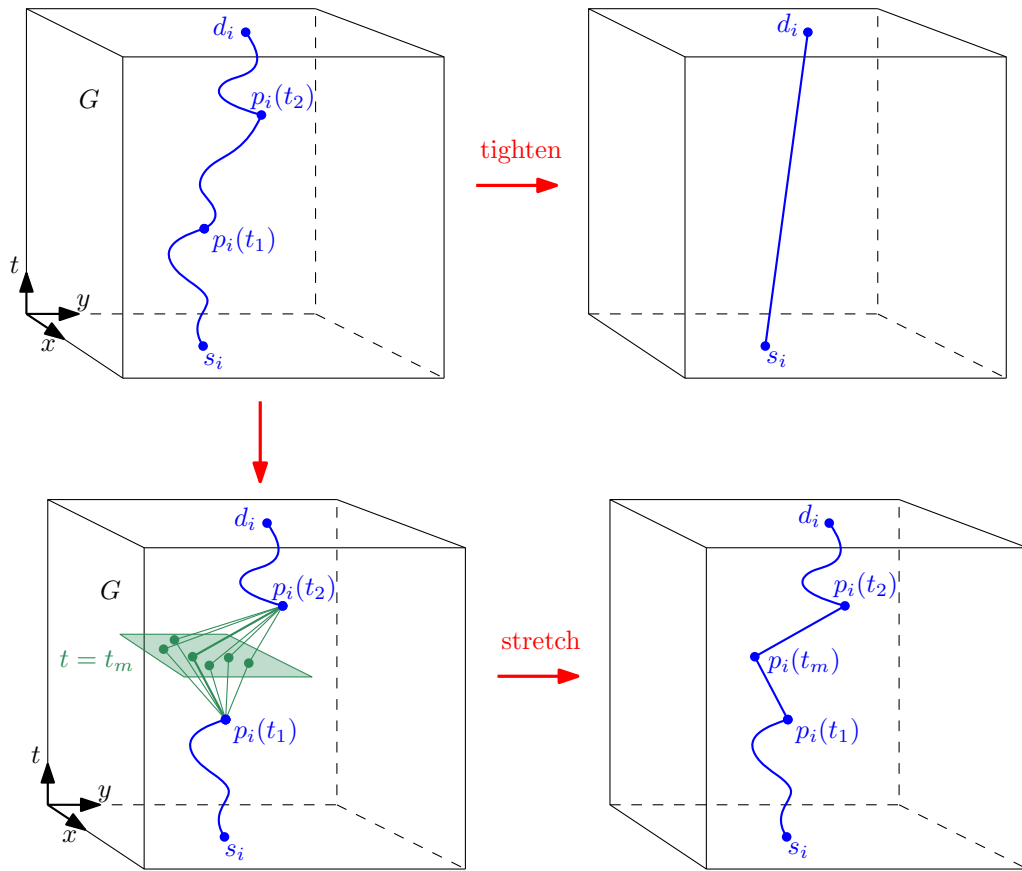 $d_i$
$G$
$p_i(t_2)$
$p_i(t_1)$
$t$
$y$
$x$
$s_i$
tighten
$d_i$
$s_i$
$d_i$
$G$
$p_i(t_2)$
$t = t_m$
$p_i(t_1)$
$t$
$y$
$x$
$s_i$
stretch
$d_i$
$p_i(t_2)$
$p_i(t_m)$
$p_i(t_1)$
$s_i$